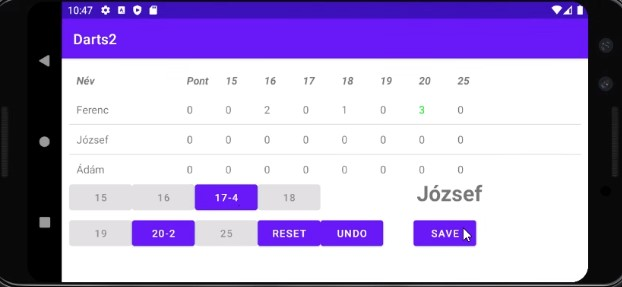 10:47
Darts2
Név Pont 15 16 17 18 19 20 25
Ferenc 0 0 2 0 1 0 3 0
József 0 0 0 0 0 0 0 0
Ádám 0 0 0 0 0 0 0 0
15 16 17-4 18 József
19 20-2 25 RESET UNDO SAVE